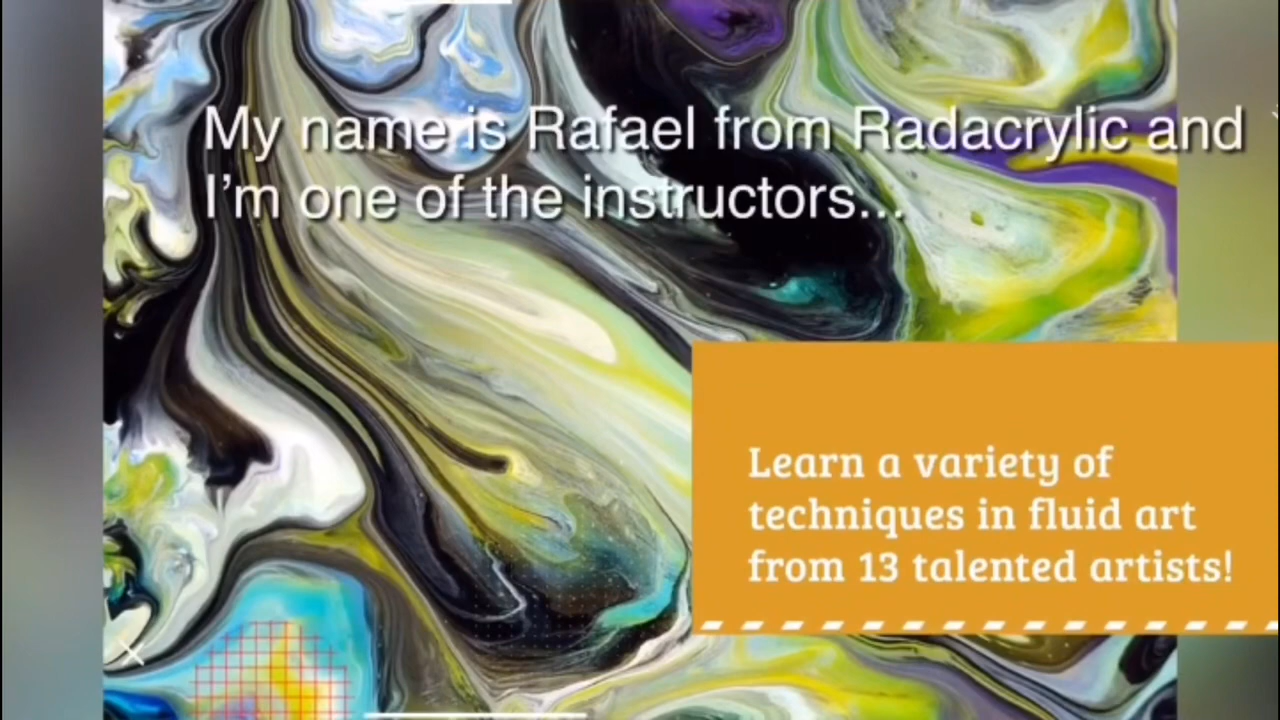 My name is Rafael from Radacrylic and
I’m one of the instructors...
Learn a variety of
techniques in fluid art
from 13 talented artists!